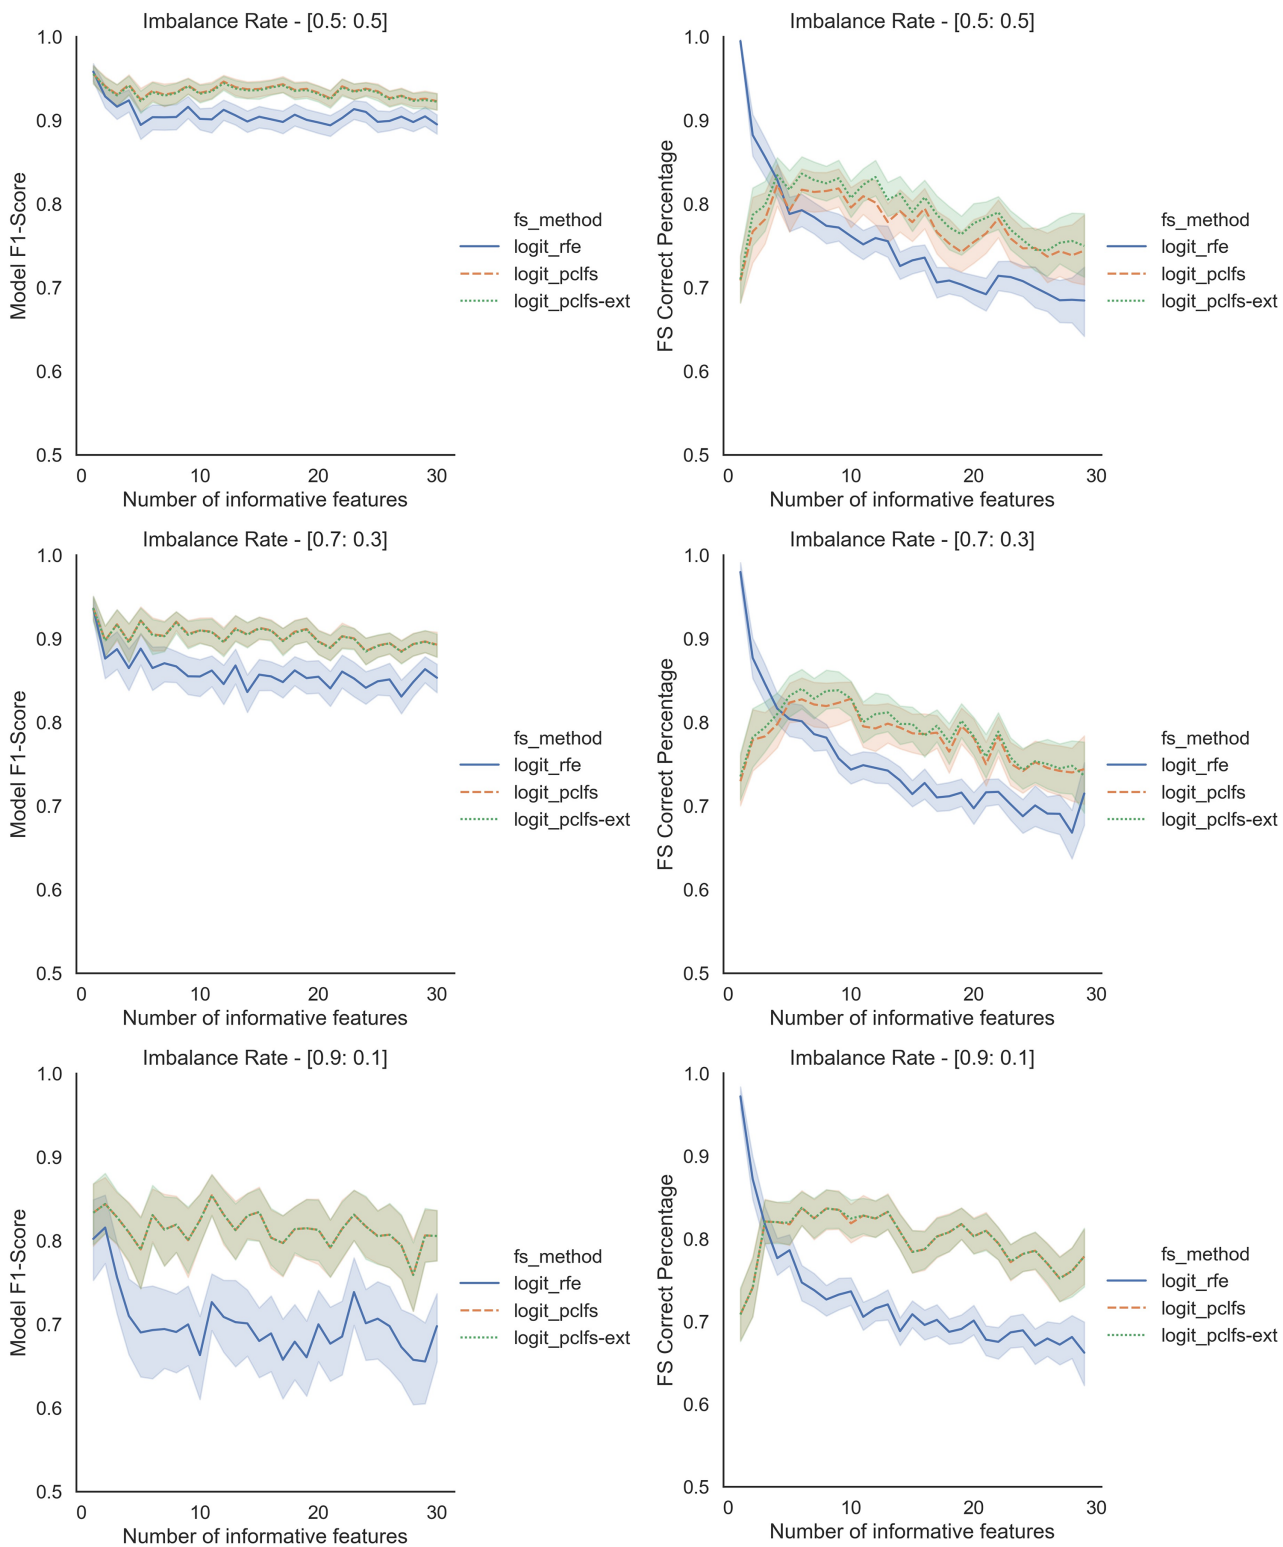 Imbalance Rate - [0.5: 0.5]
1.0
0.9
0.8
0.7
0.6
0.5
Model F1-Score
0
10
20
30
Number of informative features
fs_method
logit_rfe
logit_pclfs
logit_pclfs-ext
Imbalance Rate - [0.5: 0.5]
1.0
0.9
0.8
0.7
0.6
0.5
FS Correct Percentage
0
10
20
30
Number of informative features
fs_method
logit_rfe
logit_pclfs
logit_pclfs-ext
Imbalance Rate - [0.7: 0.3]
1.0
0.9
0.8
0.7
0.6
0.5
Model F1-Score
0
10
20
30
Number of informative features
fs_method
logit_rfe
logit_pclfs
logit_pclfs-ext
Imbalance Rate - [0.7: 0.3]
1.0
0.9
0.8
0.7
0.6
0.5
FS Correct Percentage
0
10
20
30
Number of informative features
fs_method
logit_rfe
logit_pclfs
logit_pclfs-ext
Imbalance Rate - [0.9: 0.1]
1.0
0.9
0.8
0.7
0.6
0.5
Model F1-Score
0
10
20
30
Number of informative features
fs_method
logit_rfe
logit_pclfs
logit_pclfs-ext
Imbalance Rate - [0.9: 0.1]
1.0
0.9
0.8
0.7
0.6
0.5
FS Correct Percentage
0
10
20
30
Number of informative features
fs_method
logit_rfe
logit_pclfs
logit_pclfs-ext